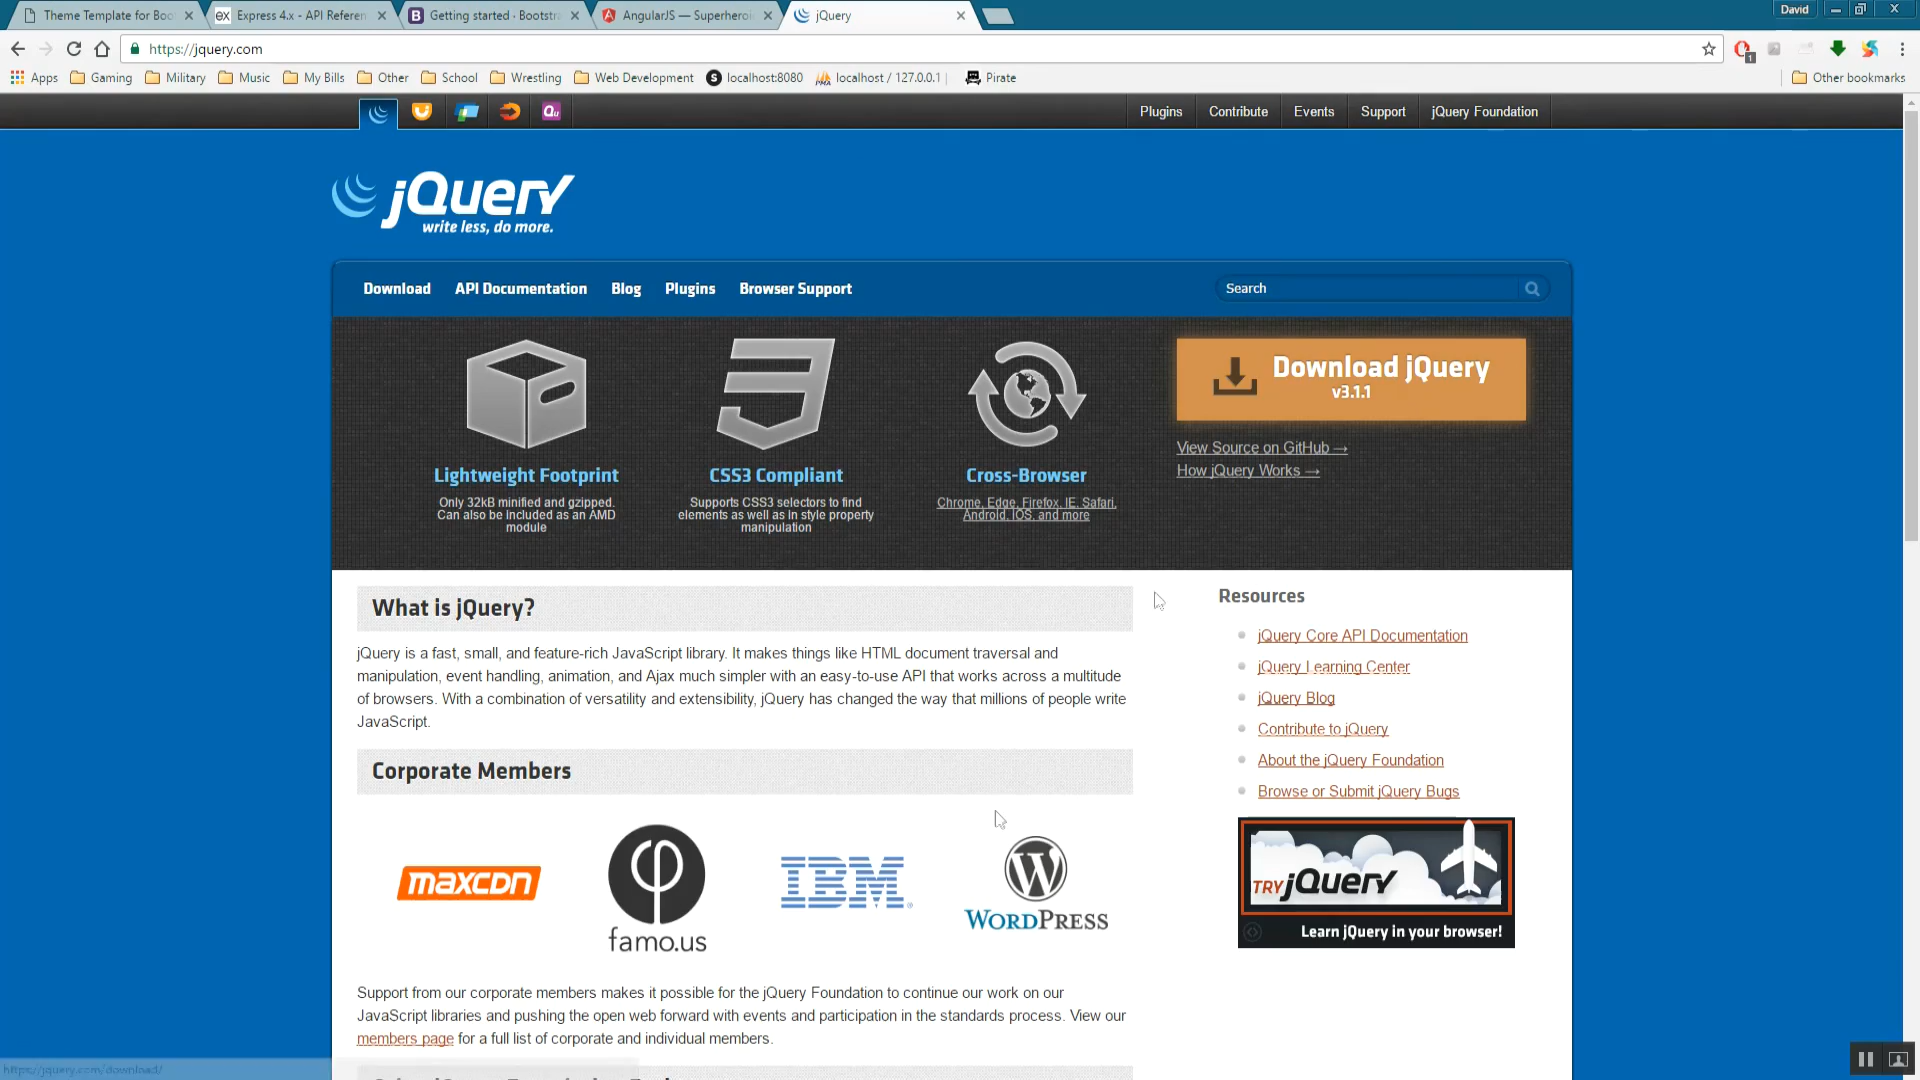 Theme Template for Boo
Express 4.x - API Referen
Getting started · Bootstra
AngularJS — Superheroi
jQuery
David
https://jquery.com
1
Apps
Gaming
Military
Music
My Bills
Other
School
Wrestling
Web Development
localhost:8080
localhost / 127.0.0.1
Pirate
Other bookmarks
Plugins
Contribute
Events
Support
jQuery Foundation
jQuery
write less, do more.
Download
API Documentation
Blog
Plugins
Browser Support
Search
Download jQuery
v3.1.1
View Source on GitHub →
How jQuery Works →
Lightweight Footprint
Only 32kB minified and gzipped.
Can also be included as an AMD
module
CSS3 Compliant
Supports CSS3 selectors to find
elements as well as in style property
manipulation
Cross-Browser
Chrome, Edge, Firefox, IE, Safari,
Android, iOS, and more
What is jQuery?
jQuery is a fast, small, and feature-rich JavaScript library. It makes things like HTML document traversal and
manipulation, event handling, animation, and Ajax much simpler with an easy-to-use API that works across a multitude
of browsers. With a combination of versatility and extensibility, jQuery has changed the way that millions of people write
JavaScript.
Corporate Members
maxcdn
famo.us
IBM
WORDPRESS
Support from our corporate members makes it possible for the jQuery Foundation to continue our work on our
JavaScript libraries and pushing the open web forward with events and participation in the standards process. View our
members page for a full list of corporate and individual members.
Resources
jQuery Core API Documentation
jQuery Learning Center
jQuery Blog
Contribute to jQuery
About the jQuery Foundation
Browse or Submit jQuery Bugs
TRY jQuery
Learn jQuery in your browser!
https://jquery.com/download/